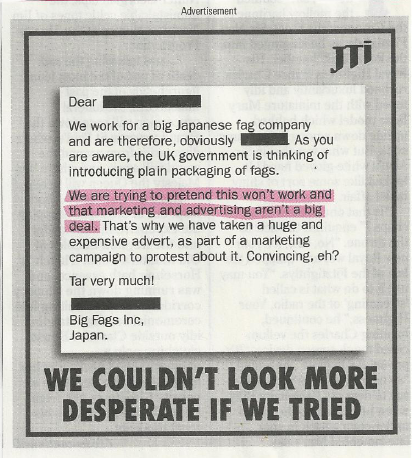 Advertisement
JTi
Dear
We work for a big Japanese fag company
and are therefore, obviously . As you
are aware, the UK government is thinking of
introducing plain packaging of fags.
We are trying to pretend this won't work and
that marketing and advertising aren't a big
deal. That's why we have taken a huge and
expensive advert, as part of a marketing
campaign to protest about it. Convincing, eh?
Tar very much!
Big Fags Inc,
Japan.
WE COULDN'T LOOK MORE
DESPERATE IF WE TRIED